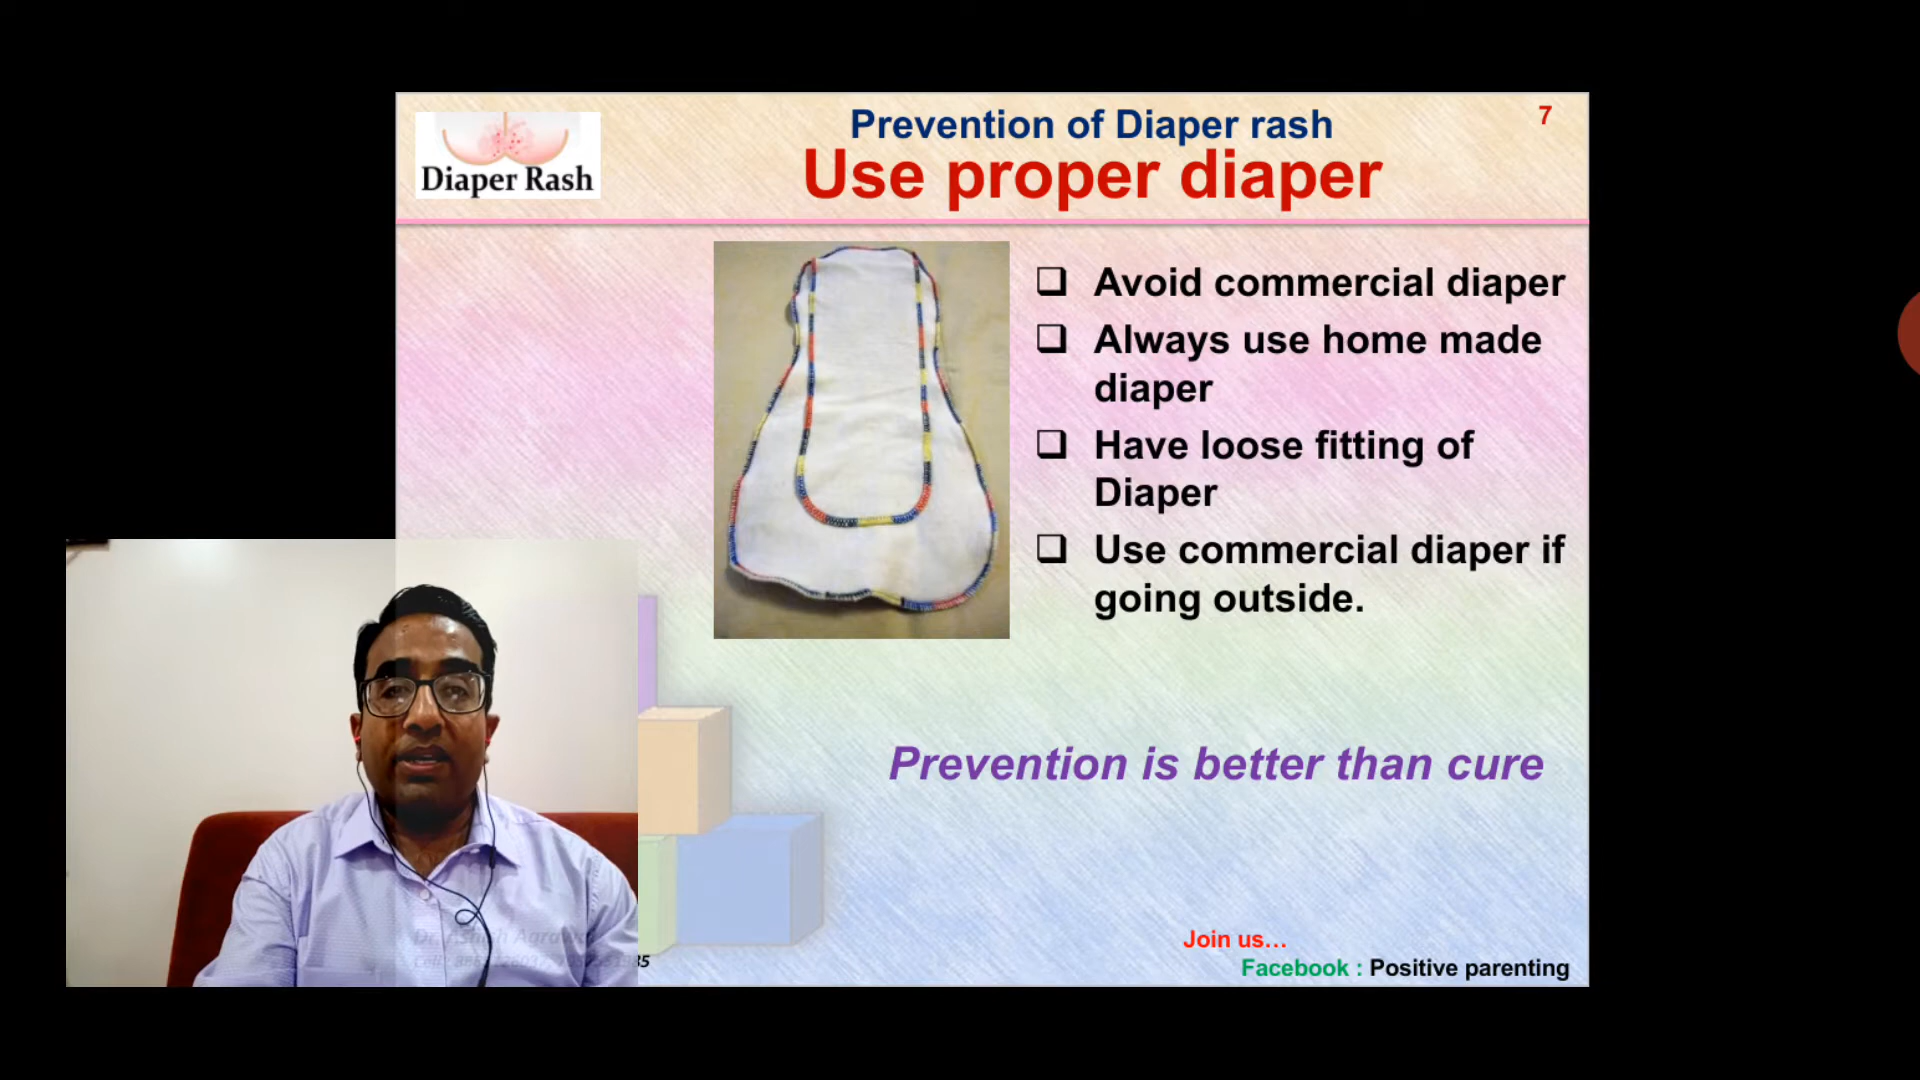 Diaper Rash
Prevention of Diaper rash
7
Use proper diaper
❑ Avoid commercial diaper
❑ Always use home made
diaper
❑ Have loose fitting of
Diaper
❑ Use commercial diaper if
going outside.
Prevention is better than cure
Join us...
Facebook : Positive parenting